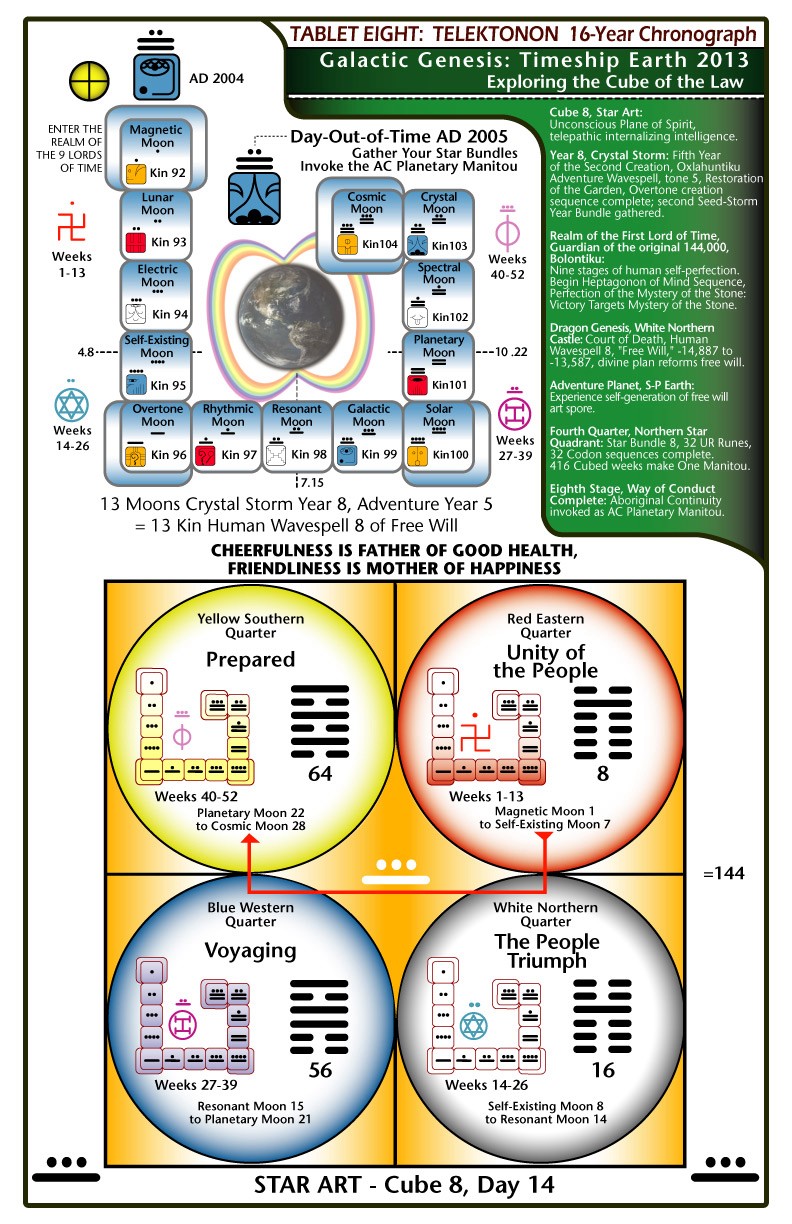 TABLET EIGHT: TELEKTONON 16-Year Chronograph
Galactic Genesis: Timeship Earth 2013
Exploring the Cube of the Law
AD 2004
ENTER THE
REALM OF
THE 9 LORDS
OF TIME
Magnetic
Moon
Kin 92
Day-Out-of-Time AD 2005
Gather Your Star Bundles
Invoke the AC Planetary Manitou
Lunar
Moon
Kin 93
Cosmic
Moon
Kin104
Crystal
Moon
Kin103
Weeks
1-13
Weeks
40-52
Electric
Moon
Kin 94
Spectral
Moon
Kin102
4.8
Self-Existing
Moon
Kin 95
Planetary
Moon
Kin101
10 .22
Weeks
14-26
Overtone
Moon
Kin 96
Rhythmic
Moon
Kin 97
Resonant
Moon
Kin 98
Galactic
Moon
Kin 99
Solar
Moon
Kin100
Weeks
27-39
7.15
13 Moons Crystal Storm Year 8, Adventure Year 5
= 13 Kin Human Wavespell 8 of Free Will
Cube 8, Star Art:
Unconscious Plane of Spirit,
telepathic internalizing intelligence.
Year 8, Crystal Storm: Fifth Year
of the Second Creation, Oxlahuntiku
Adventure Wavespell, tone 5, Restoration
of the Garden, Overtone creation
sequence complete; second Seed-Storm
Year Bundle gathered.
Realm of the First Lord of Time,
Guardian of the original 144,000,
Bolontiku:
Nine stages of human self-perfection.
Begin Heptagonon of Mind Sequence,
Perfection of the Mystery of the Stone:
Victory Targets Mystery of the Stone.
Dragon Genesis, White Northern
Castle: Court of Death, Human
Wavespell 8, "Free Will," -14,887 to
-13,587, divine plan reforms free will.
Adventure Planet, S-P Earth:
Experience self-generation of free will
art spore.
Fourth Quarter, Northern Star
Quadrant: Star Bundle 8, 32 UR Runes,
32 Codon sequences complete.
416 Cubed weeks make One Manitou.
Eighth Stage, Way of Conduct
Complete: Aboriginal Continuity
invoked as AC Planetary Manitou.
CHEERFULNESS IS FATHER OF GOOD HEALTH,
FRIENDLINESS IS MOTHER OF HAPPINESS
Yellow Southern
Quarter
Prepared
64
Weeks 40-52
Planetary Moon 22
to Cosmic Moon 28
Red Eastern
Quarter
Unity of
the People
8
Weeks 1-13
Magnetic Moon 1
to Self-Existing Moon 7
=144
Blue Western
Quarter
Voyaging
56
Weeks 27-39
Resonant Moon 15
to Planetary Moon 21
White Northern
Quarter
The People
Triumph
16
Weeks 14-26
Self-Existing Moon 8
to Resonant Moon 14
STAR ART - Cube 8, Day 14